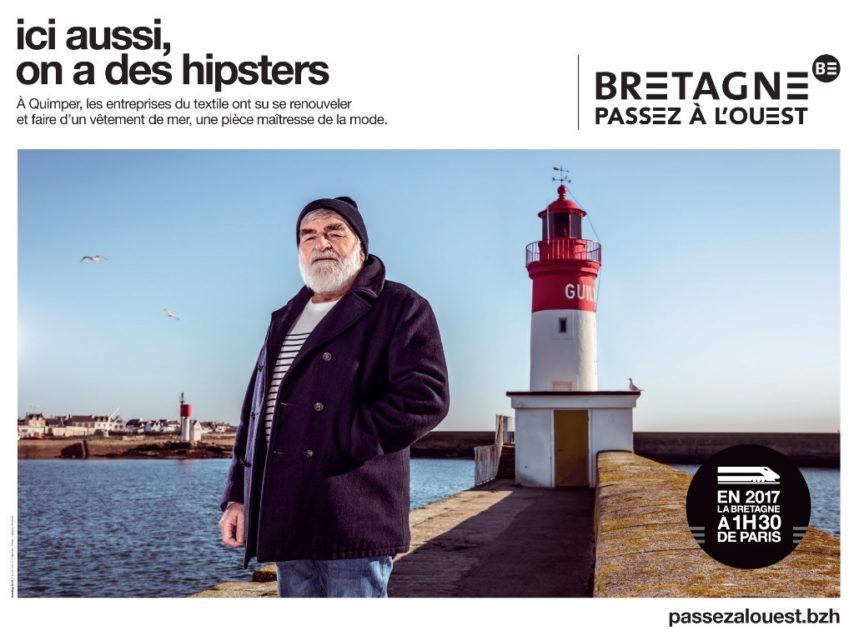 ici aussi,
on a des hipsters
À Quimper, les entreprises du textile ont su se renouveler
et faire d'un vêtement de mer, une pièce maîtresse de la mode.
BRETAGNE BE
PASSEZ À L'OUEST
GUIL
EN 2017
LA BRETAGNE
À 1H30
DE PARIS
passezalouest.bzh